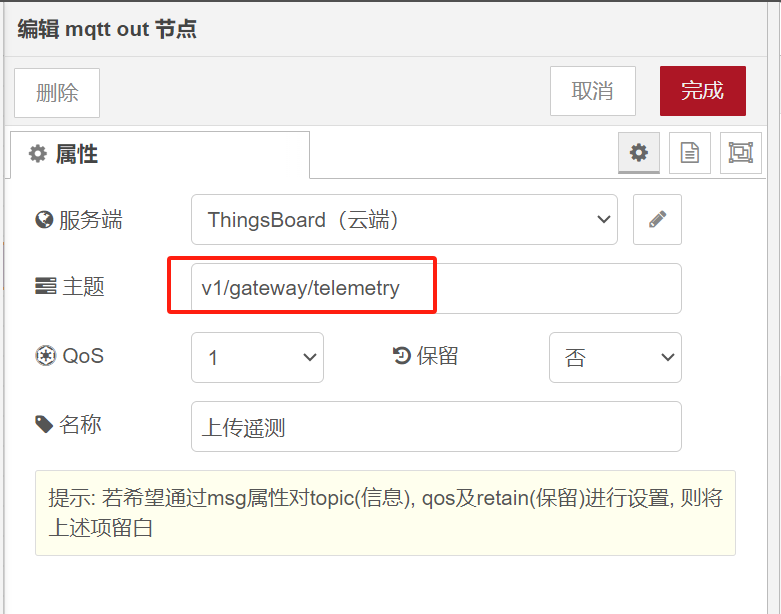 编辑 mqtt out 节点
删除 取消 完成
属性
服务端 ThingsBoard（云端）
主题 v1/gateway/telemetry
QoS 1 保留 否
名称 上传遥测
提示: 若希望通过msg属性对topic(信息), qos及retain(保留)进行设置, 则将
上述项留白